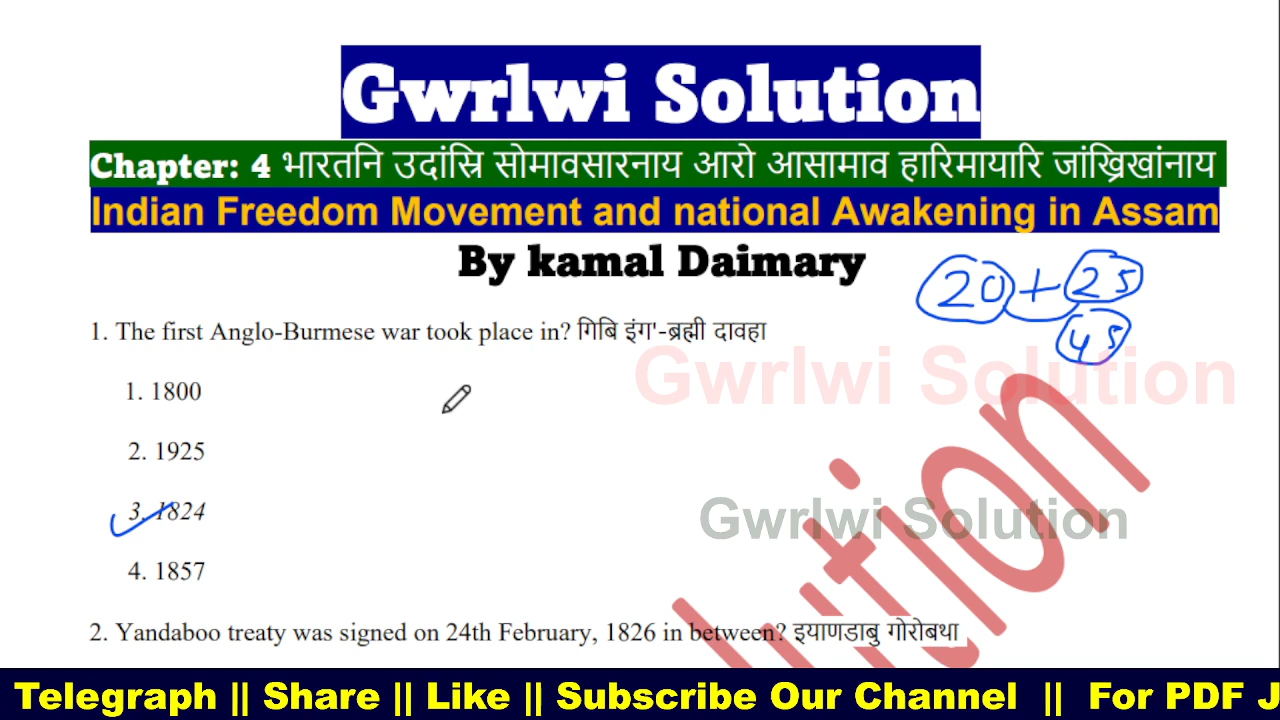 Gwrlwi Solution
Chapter: 4 भारतनि उदांस्रि सोमावसारनाय आरो आसामाव हारिमायारि जांख्रिखांनाय
Indian Freedom Movement and national Awakening in Assam
By kamal Daimary
20 + 25
45
1. The first Anglo-Burmese war took place in? गिबि इंग'-ब्रह्मी दावहा
Gwrlwi Solution
1. 1800
2. 1925
3. 1824
Gwrlwi Solution
4. 1857
2. Yandaboo treaty was signed on 24th February, 1826 in between? इयाणडाबु गोरोबथा
Telegraph || Share || Like || Subscribe Our Channel || For PDF J